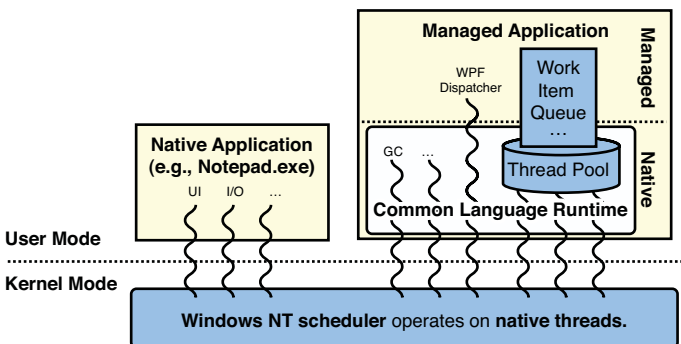 Managed Application
Managed
WPF
Dispatcher
Work
Item
Queue
...
Native Application
(e.g., Notepad.exe)
UI I/O ...
GC ...
Thread Pool
Native
Common Language Runtime
User Mode
Kernel Mode
Windows NT scheduler operates on native threads.